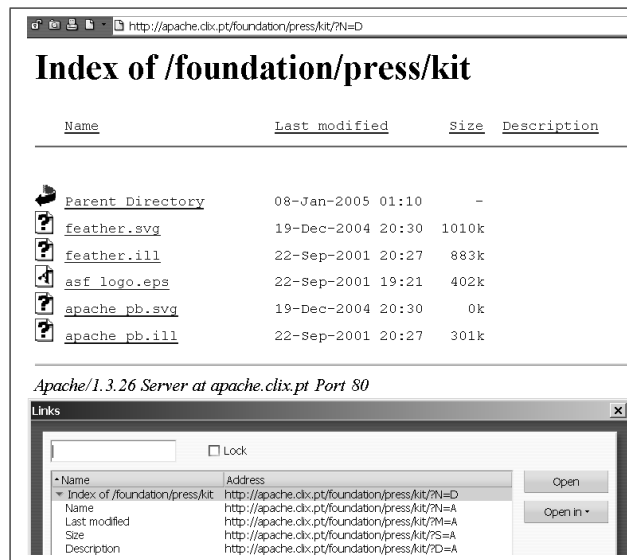 http://apache.clix.pt/foundation/press/kit/?N=D
Index of /foundation/press/kit
Name Last modified Size Description
Parent Directory 08-Jan-2005 01:10 -
feather.svg 19-Dec-2004 20:30 1010k
feather.ill 22-Sep-2001 20:27 883k
asf_logo.eps 22-Sep-2001 19:21 402k
apache_pb.svg 19-Dec-2004 20:30 0k
apache_pb.ill 22-Sep-2001 20:27 301k
Apache/1.3.26 Server at apache.clix.pt Port 80
Links
Lock
Name Address
Open
Index of /foundation/press/kit http://apache.clix.pt/foundation/press/kit/?N=D
Name http://apache.clix.pt/foundation/press/kit/?N=A
Open in
Last modified http://apache.clix.pt/foundation/press/kit/?M=A
Size http://apache.clix.pt/foundation/press/kit/?S=A
Description http://apache.clix.pt/foundation/press/kit/?D=A